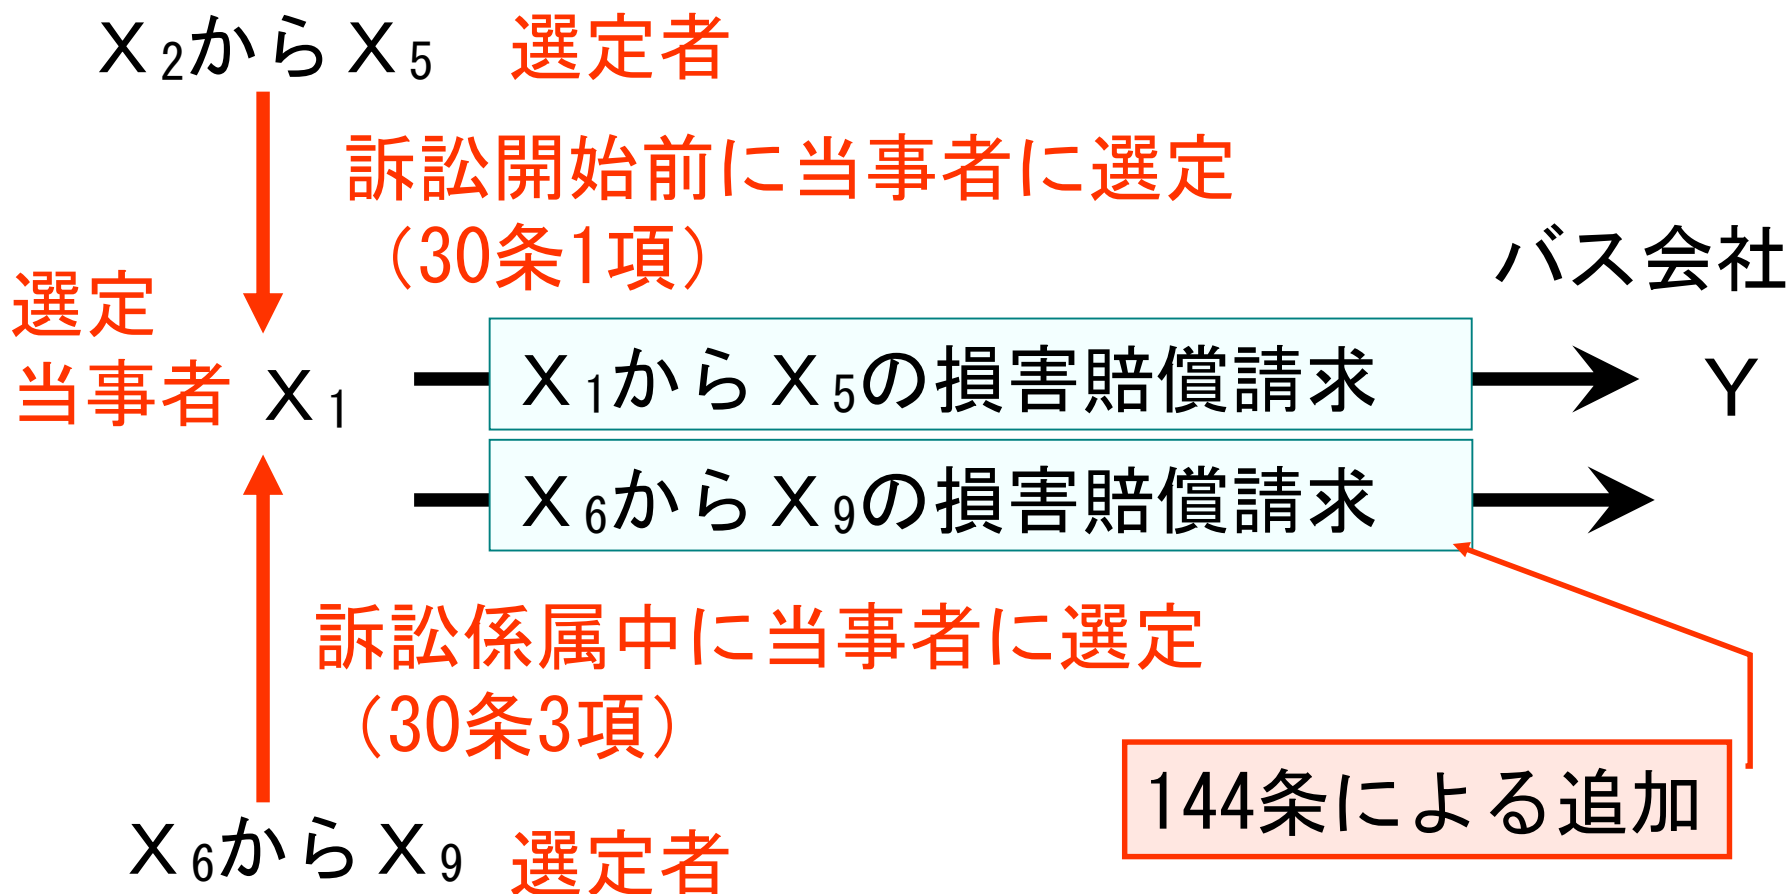 X2からX5 選定者
訴訟開始前に当事者に選定
(30条1項)
バス会社
選定
当事者 X1
X1からX5の損害賠償請求
Y
X6からX9の損害賠償請求
訴訟係属中に当事者に選定
(30条3項)
144条による追加
X6からX9 選定者